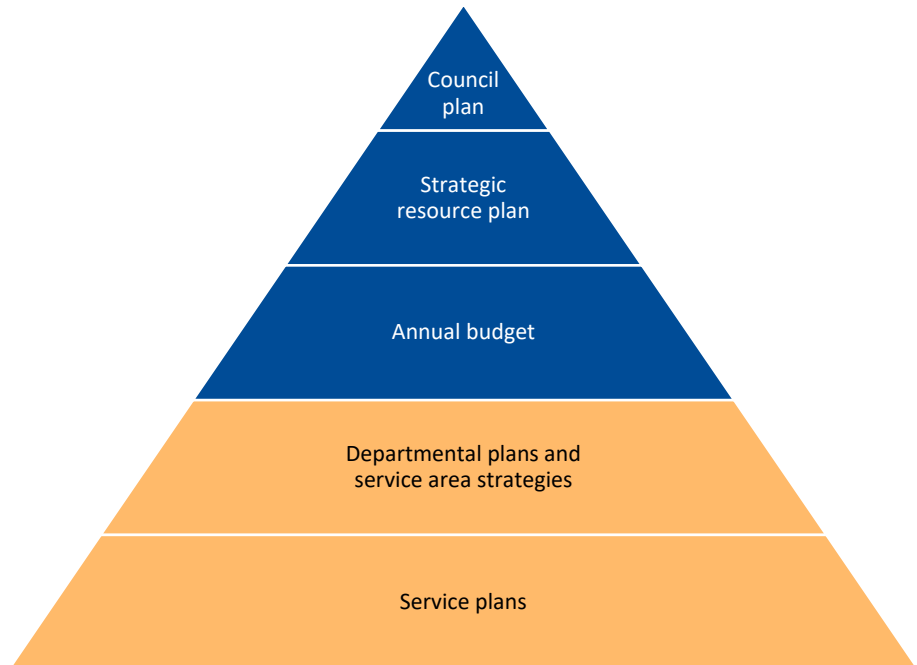 Council
plan
Strategic
resource plan
Annual budget
Departmental plans and
service area strategies
Service plans